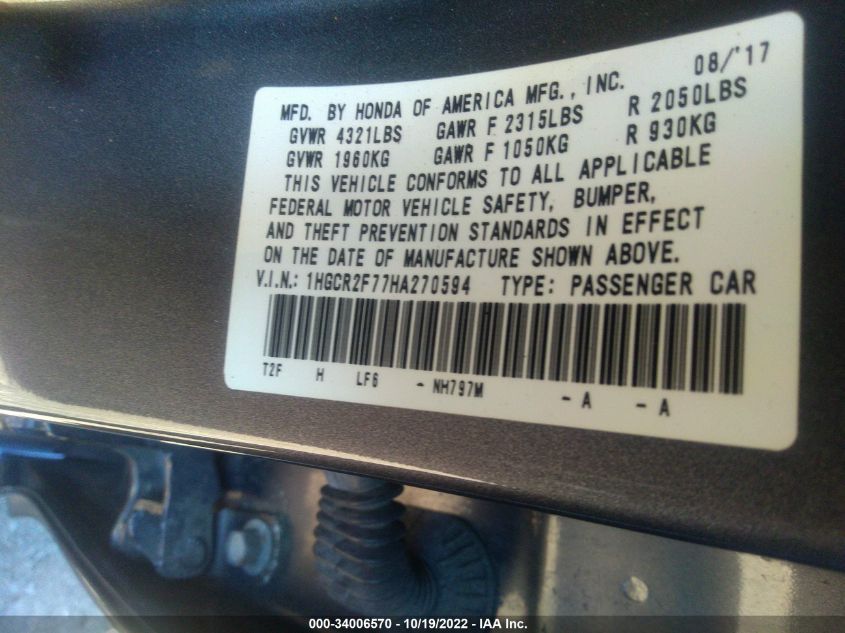 MFD. BY HONDA OF AMERICA MFG., INC. 08/'17
GVWR 4321LBS GAWR F 2315LBS R 2050LBS
GVWR 1960KG GAWR F 1050KG R 930KG
THIS VEHICLE CONFORMS TO ALL APPLICABLE
FEDERAL MOTOR VEHICLE SAFETY, BUMPER,
AND THEFT PREVENTION STANDARDS IN EFFECT
ON THE DATE OF MANUFACTURE SHOWN ABOVE.
V.I.N.: 1HGCR2F77HA270594 TYPE: PASSENGER CAR
T2F H LF6 - NH797M - A - A
000-34006570 - 10/19/2022 - IAA Inc.